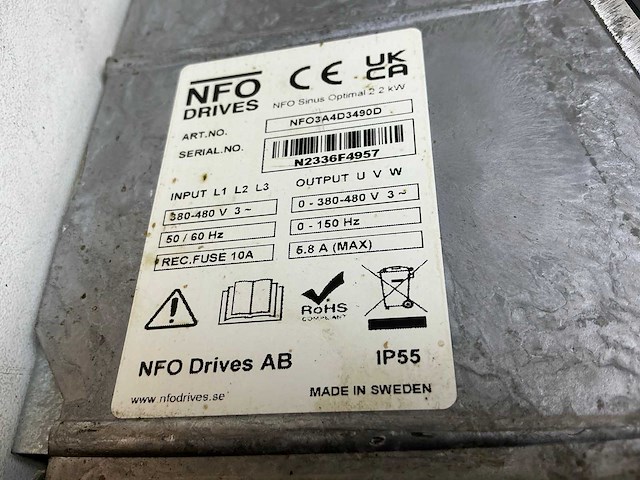 NFO
DRIVES
CE UK
CA
NFO Sinus Optimal 2.2 kW
ART.NO. NFO3A4D3490D
SERIAL.NO.
N2336F4957
INPUT L1 L2 L3
380-480 V 3~
50 / 60 Hz
REC.FUSE 10A
OUTPUT U V W
0 - 380-480 V 3 ~
0 - 150 Hz
5.8 A (MAX)
RoHS
COMPLIANT
NFO Drives AB
IP55
www.nfodrives.se
MADE IN SWEDEN